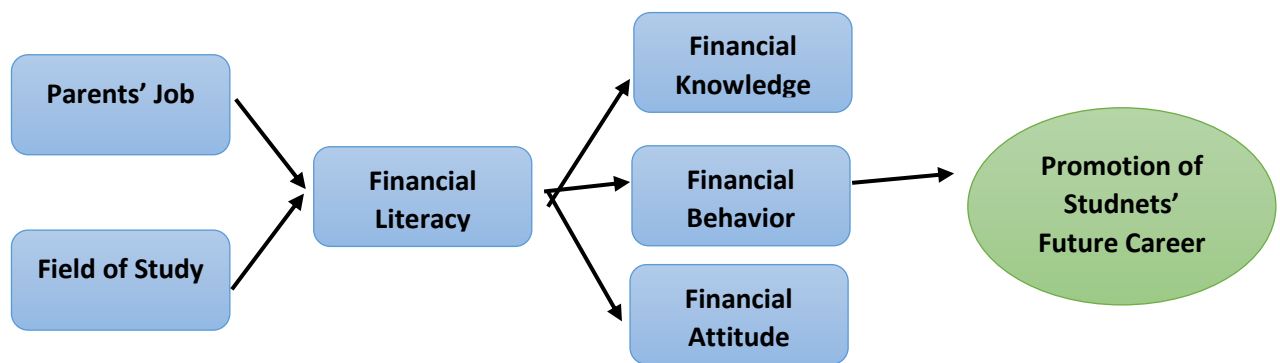 Parents’ Job
Field of Study
Financial
Literacy
Financial
Knowledge
Financial
Behavior
Financial
Attitude
Promotion of
Studnets’
Future Career